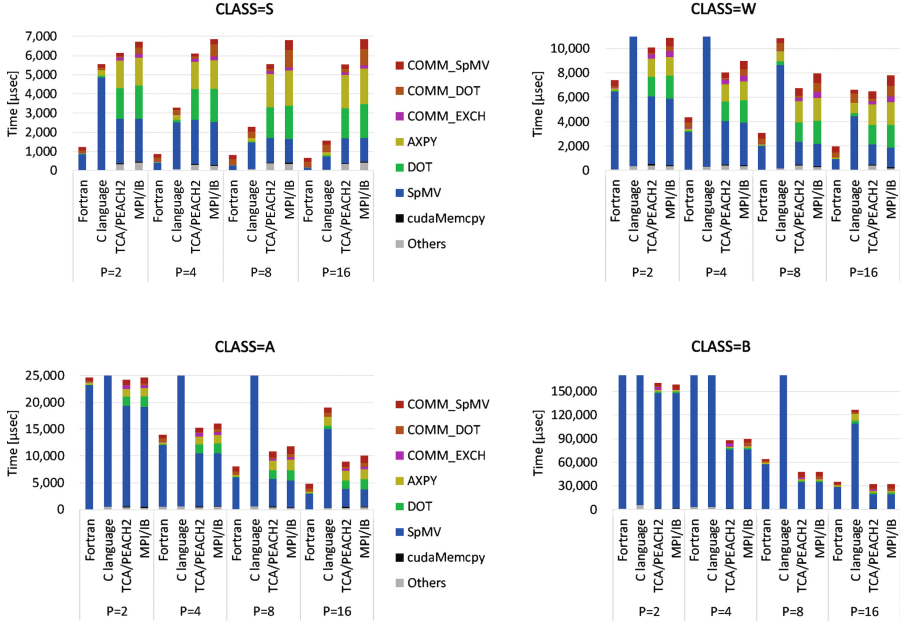 CLASS=S
Time [μsec]
7,000
6,000
5,000
4,000
3,000
2,000
1,000
0
Fortran
C language
TCA/PEACH2
MPI/IB
Fortran
C language
TCA/PEACH2
MPI/IB
Fortran
C language
TCA/PEACH2
MPI/IB
Fortran
C language
TCA/PEACH2
MPI/IB
P=2 P=4 P=8 P=16
COMM_SpMV
COMM_DOT
COMM_EXCH
AXPY
DOT
SpMV
cudaMemcpy
Others
CLASS=W
Time [μsec]
10,000
8,000
6,000
4,000
2,000
0
Fortran
C language
TCA/PEACH2
MPI/IB
Fortran
C language
TCA/PEACH2
MPI/IB
Fortran
C language
TCA/PEACH2
MPI/IB
Fortran
C language
TCA/PEACH2
MPI/IB
P=2 P=4 P=8 P=16
CLASS=A
Time [μsec]
25,000
20,000
15,000
10,000
5,000
0
Fortran
C language
TCA/PEACH2
MPI/IB
Fortran
C language
TCA/PEACH2
MPI/IB
Fortran
C language
TCA/PEACH2
MPI/IB
Fortran
C language
TCA/PEACH2
MPI/IB
P=2 P=4 P=8 P=16
COMM_SpMV
COMM_DOT
COMM_EXCH
AXPY
DOT
SpMV
cudaMemcpy
Others
CLASS=B
Time [μsec]
150,000
120,000
90,000
60,000
30,000
0
Fortran
C language
TCA/PEACH2
MPI/IB
Fortran
C language
TCA/PEACH2
MPI/IB
Fortran
C language
TCA/PEACH2
MPI/IB
Fortran
C language
TCA/PEACH2
MPI/IB
P=2 P=4 P=8 P=16